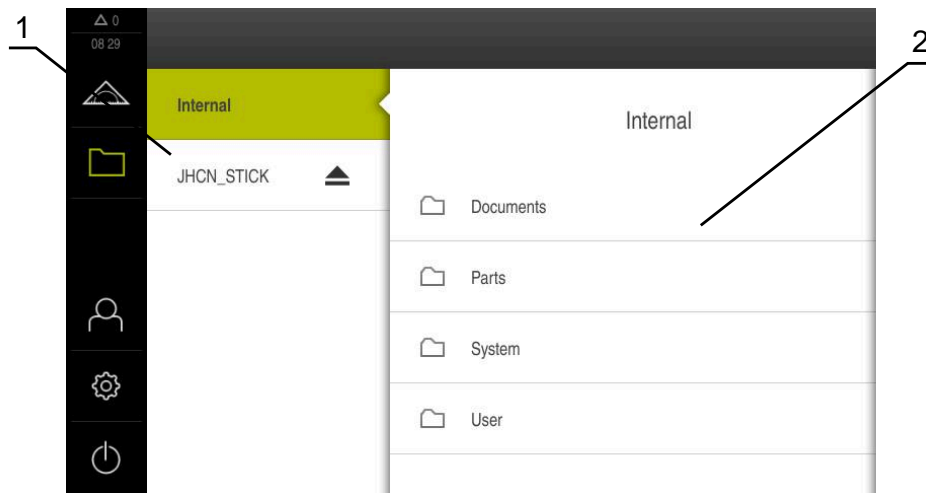 1
0
08 29
2
Internal
Internal
JHCN_STICK
Documents
Parts
System
User